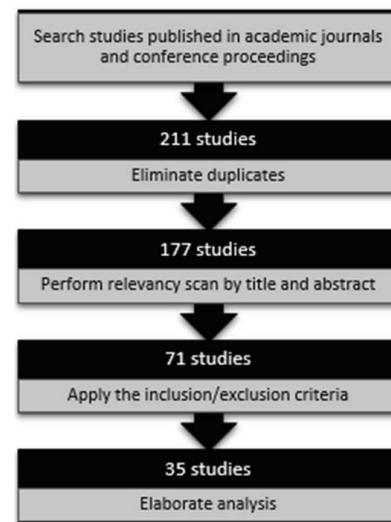 Search studies published in academic journals
and conference proceedings
211 studies
Eliminate duplicates
177 studies
Perform relevancy scan by title and abstract
71 studies
Apply the inclusion/exclusion criteria
35 studies
Elaborate analysis